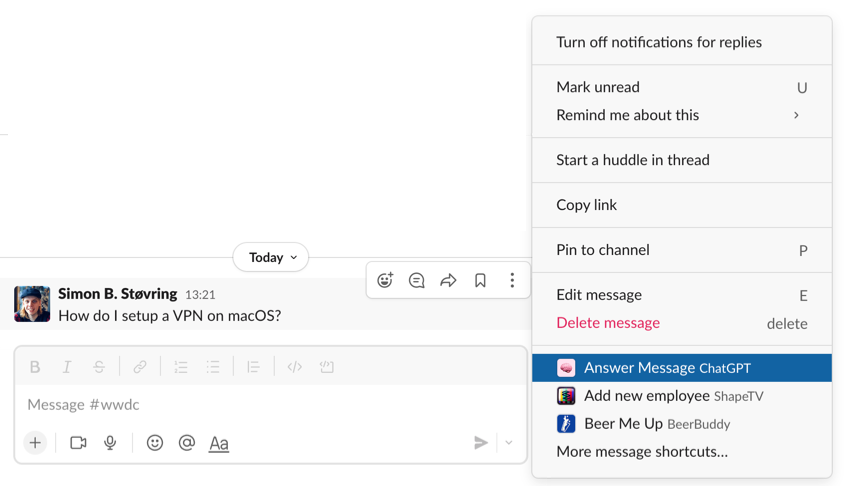 Turn off notifications for replies
Mark unread U
Remind me about this
Start a huddle in thread
Copy link
Pin to channel P
Edit message E
Delete message delete
Answer Message ChatGPT
Add new employee ShapeTV
Beer Me Up BeerBuddy
More message shortcuts...
Today
Simon B. Støvring 13:21
How do I setup a VPN on macOS?
B I S
Message #wwdc
Aa